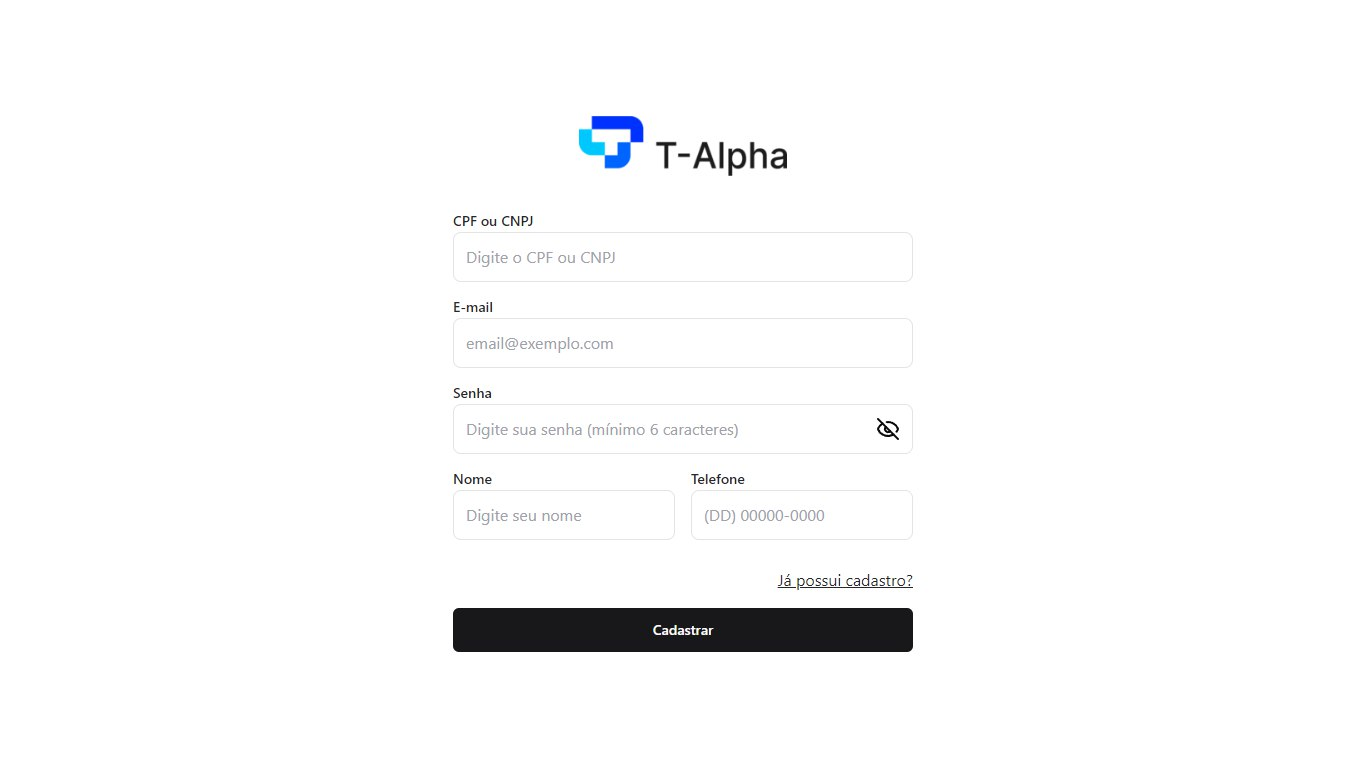 T-Alpha
CPF ou CNPJ
Digite o CPF ou CNPJ
E-mail
email@exemplo.com
Senha
Digite sua senha (mínimo 6 caracteres)
Nome
Telefone
Digite seu nome
(DD) 00000-0000
Já possui cadastro?
Cadastrar